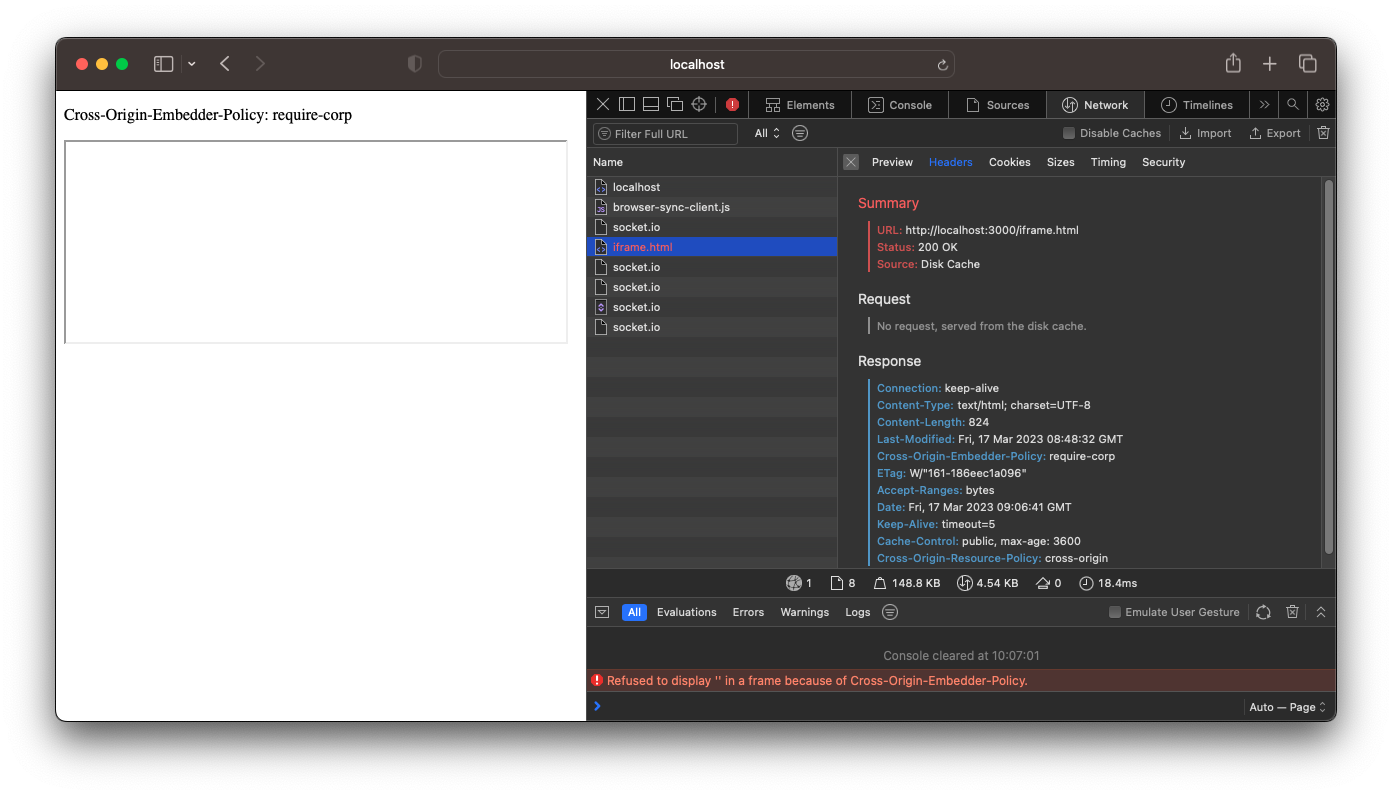 localhost
Cross-Origin-Embedder-Policy: require-corp
Elements
Console
Sources
Network
Timelines
Filter Full URL
All
Disable Caches
Import
Export
Name
Preview
Headers
Cookies
Sizes
Timing
Security
localhost
browser-sync-client.js
socket.io
iframe.html
socket.io
socket.io
socket.io
socket.io
Summary
URL: http://localhost:3000/iframe.html
Status: 200 OK
Source: Disk Cache
Request
No request, served from the disk cache.
Response
Connection: keep-alive
Content-Type: text/html; charset=UTF-8
Content-Length: 824
Last-Modified: Fri, 17 Mar 2023 08:48:32 GMT
Cross-Origin-Embedder-Policy: require-corp
ETag: W/"161-186eec1a096"
Accept-Ranges: bytes
Date: Fri, 17 Mar 2023 09:06:41 GMT
Keep-Alive: timeout=5
Cache-Control: public, max-age: 3600
Cross-Origin-Resource-Policy: cross-origin
1
8
148.8 KB
4.54 KB
0
18.4ms
All
Evaluations
Errors
Warnings
Logs
Emulate User Gesture
Console cleared at 10:07:01
Refused to display '' in a frame because of Cross-Origin-Embedder-Policy.
Auto — Page